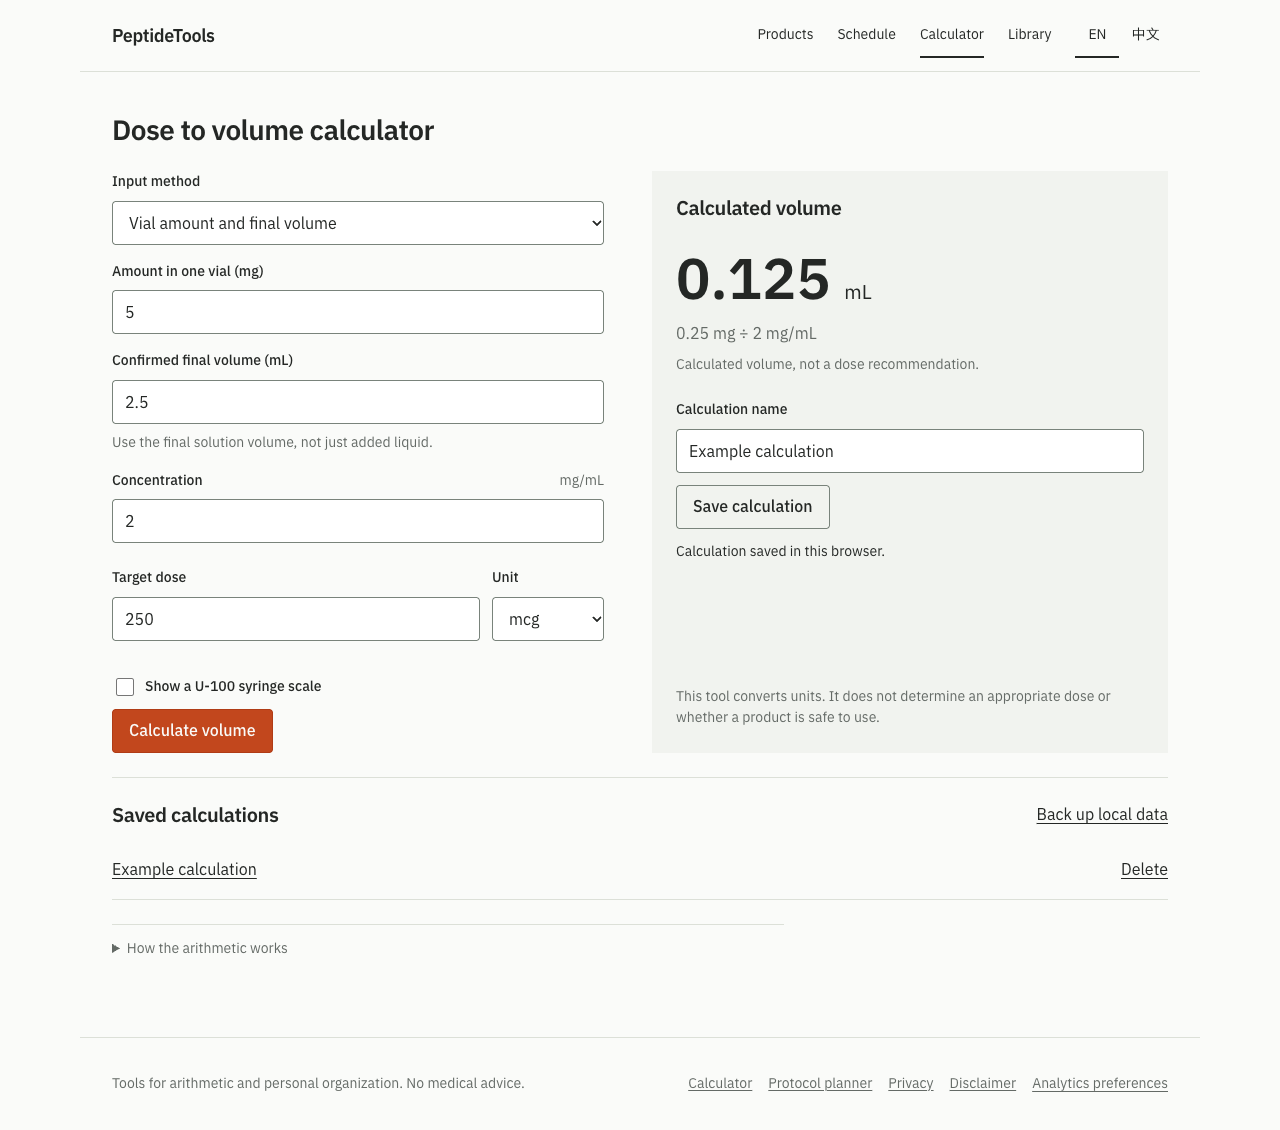 PeptideTools
Products Schedule Calculator Library EN 中文
Dose to volume calculator
Input method
Vial amount and final volume
Amount in one vial (mg)
5
Confirmed final volume (mL)
2.5
Use the final solution volume, not just added liquid.
Concentration mg/mL
2
Target dose Unit
250 mcg
Show a U-100 syringe scale
Calculate volume
Calculated volume
0.125 mL
0.25 mg ÷ 2 mg/mL
Calculated volume, not a dose recommendation.
Calculation name
Example calculation
Save calculation
Calculation saved in this browser.
This tool converts units. It does not determine an appropriate dose or
whether a product is safe to use.
Saved calculations Back up local data
Example calculation Delete
How the arithmetic works
Tools for arithmetic and personal organization. No medical advice.
Calculator Protocol planner Privacy Disclaimer Analytics preferences